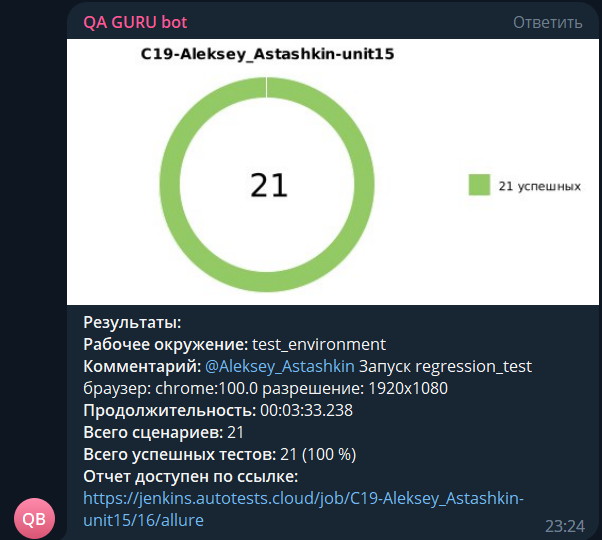 QA GURU bot
Ответить
C19-Aleksey_Astashkin-unit15
21
21 успешных
Результаты:
Рабочее окружение: test_environment
Комментарий: @Aleksey_Astashkin Запуск regression_test
браузер: chrome:100.0 разрешение: 1920x1080
Продолжительность: 00:03:33.238
Всего сценариев: 21
Всего успешных тестов: 21 (100 %)
Отчет доступен по ссылке:
https://jenkins.autotests.cloud/job/C19-Aleksey_Astashkin-
unit15/16/allure
QB
23:24